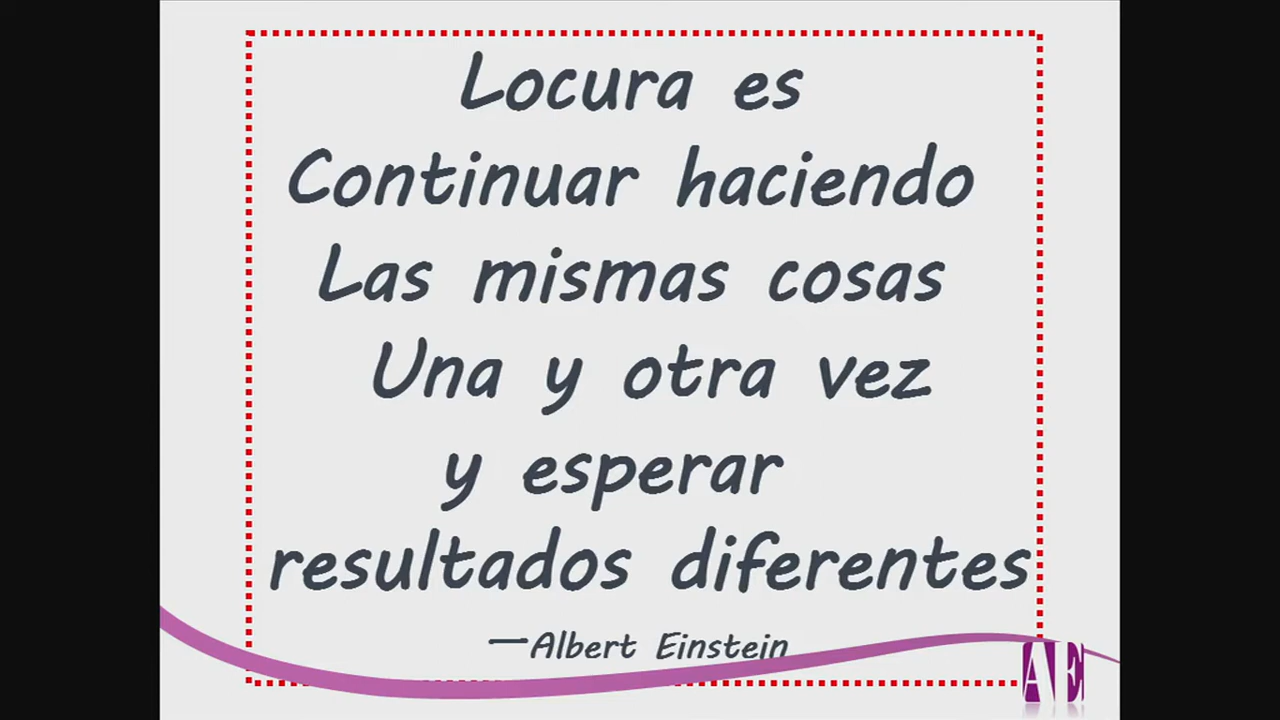 Locura es
Continuar haciendo
Las mismas cosas
Una y otra vez
y esperar
resultados diferentes
—Albert Einstein
AE